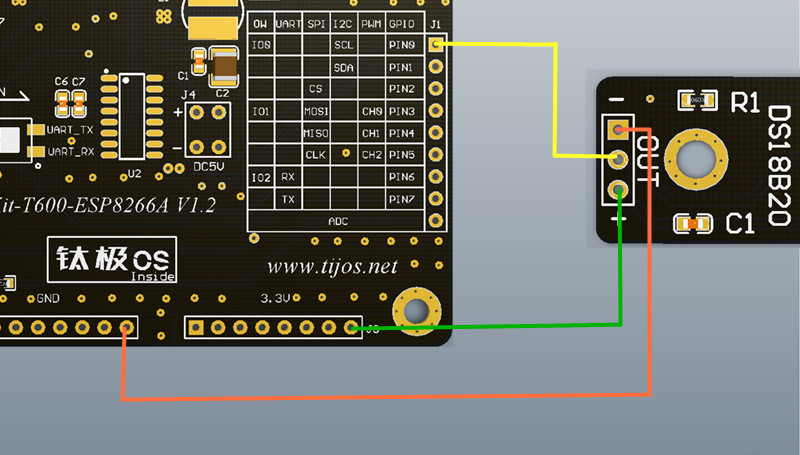 OW UART SPI I2C PWM GPIO J1
IO0 SCL PIN0
SDA PIN1
CS PIN2
IO1 MOSI CH0 PIN3
MISO CH1 PIN4
CLK CH2 PIN5
IO2 RX PIN6
TX PIN7
ADC
C6 C7
C1
C2
J4
+
-
DC5V
UART_TX
UART_RX
U2
Kit-T600-ESP8266A V1.2
钛极OS
Inside
www.tijos.net
GND
3.3V
R1
OUT
DS18B20
C1
-
+